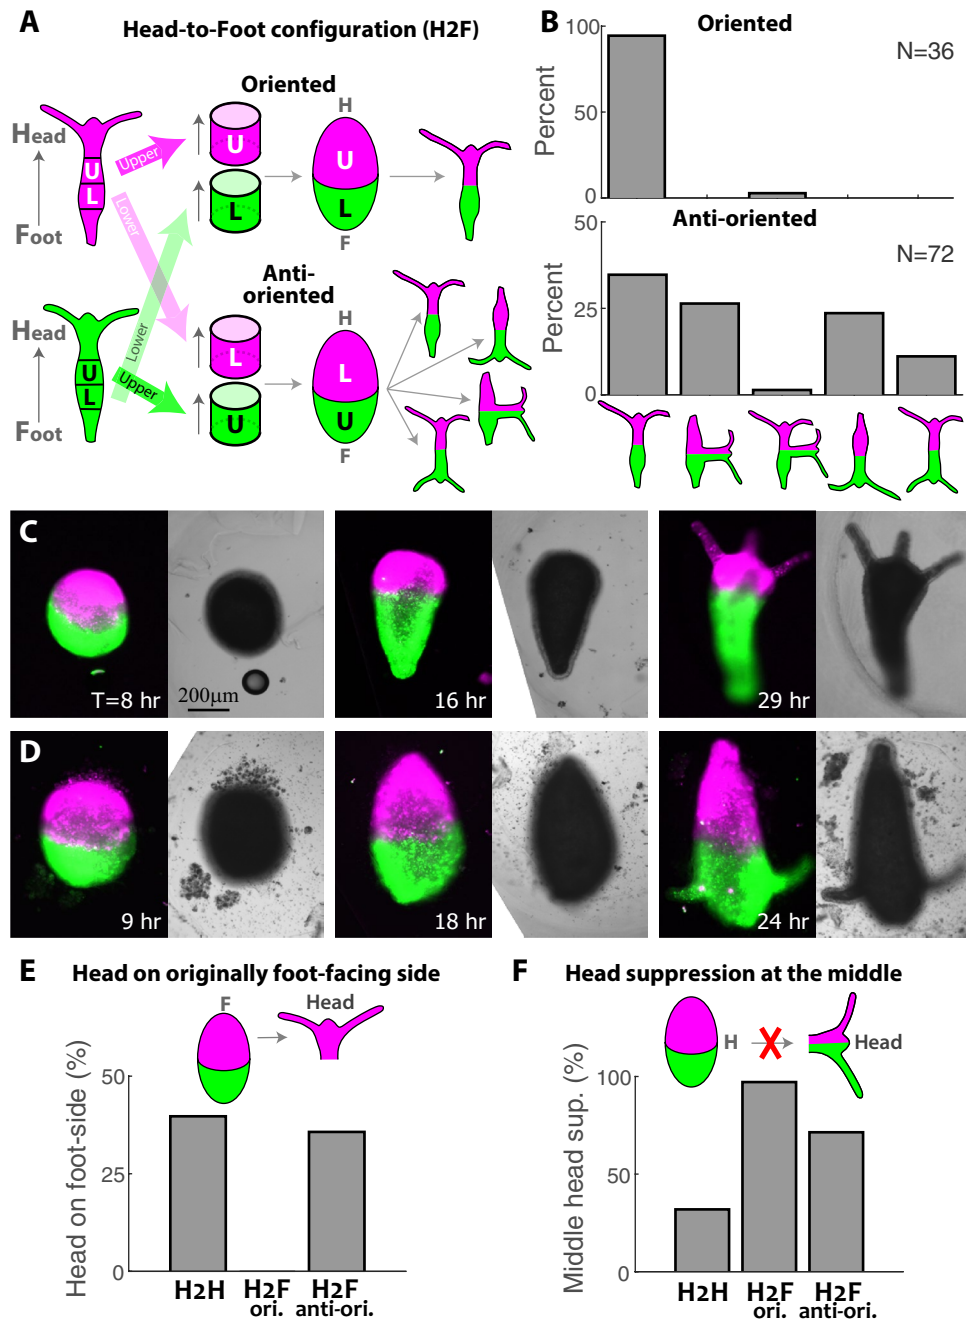 A
Head-to-Foot configuration (H2F)
Oriented
Head
Foot
U
L
Upper
Lower
U
L
H
U
L
F
Anti-
oriented
Head
Foot
U
L
Lower
Upper
L
U
H
L
U
F
B
Oriented
N=36
Percent
100
50
0
Anti-oriented
N=72
Percent
50
25
0
C
T=8 hr
200μm
16 hr
29 hr
D
9 hr
18 hr
24 hr
E
Head on originally foot-facing side
F
Head
Head on foot-side (%)
50
25
0
H2H
H2F
ori.
H2F
anti-ori.
F
Head suppression at the middle
H
Head
Middle head sup. (%)
100
50
0
H2H
H2F
ori.
H2F
anti-ori.